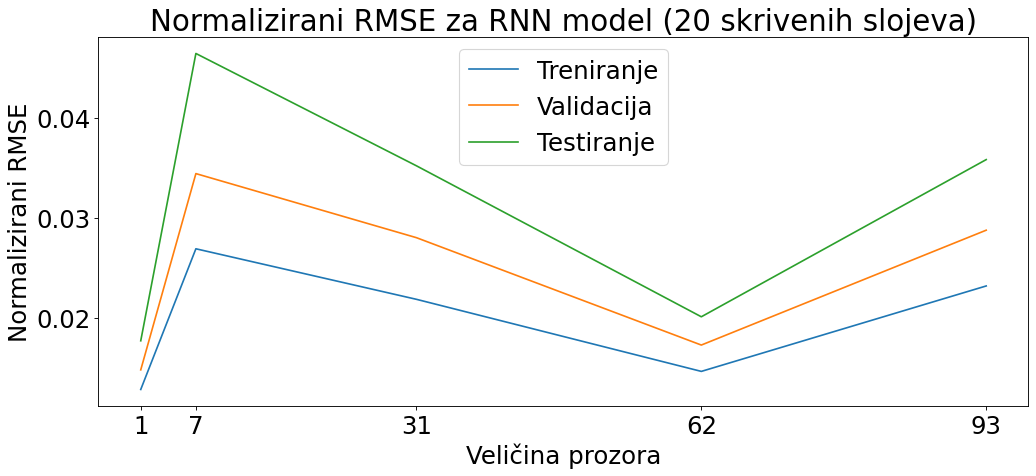 Normalizirani RMSE za RNN model (20 skrivenih slojeva)
Treniranje
Validacija
Testiranje
Normalizirani RMSE
0.04
0.03
0.02
1 7 31 62 93
Veličina prozora